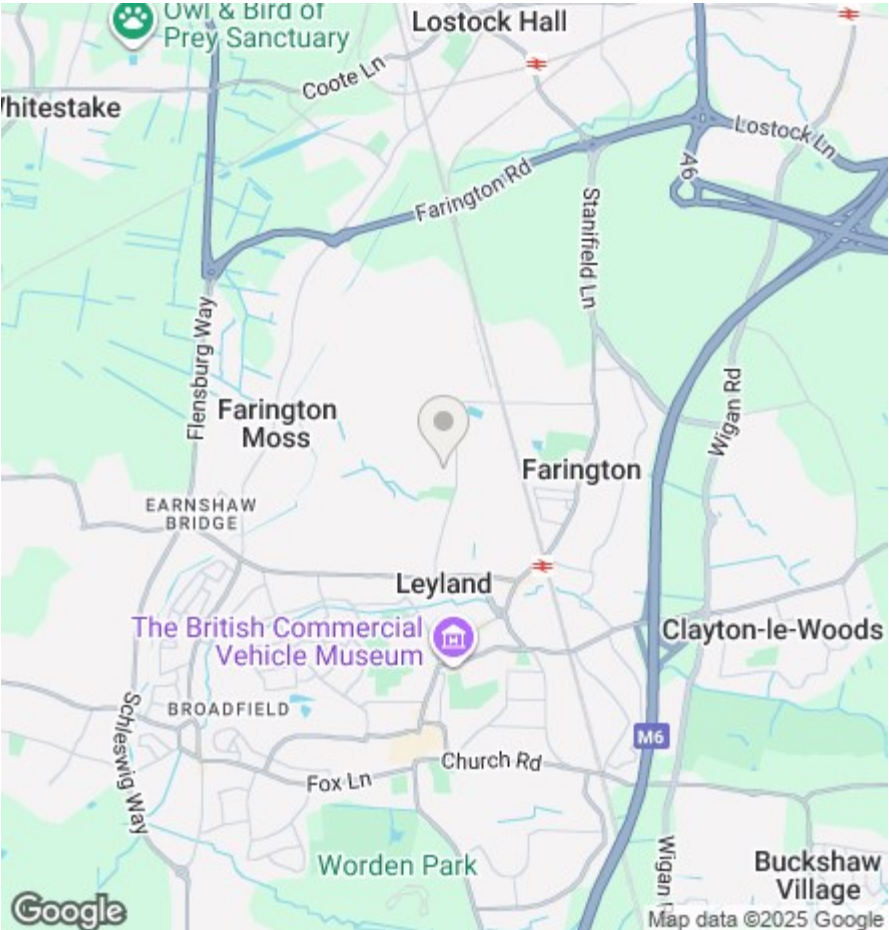 Owl & Bird of
Prey Sanctuary
Lostock Hall
Coote Ln
Whitestake
Lostock Ln
A6
Farington Rd
Stanifield Ln
Flensburg Way
Wigan Rd
Farington
Moss
Farington
EARNSHAW
BRIDGE
Leyland
The British Commercial
Vehicle Museum
Clayton-le-Woods
BROADFIELD
Schleswig Way
M6
Church Rd
Fox Ln
Worden Park
Wigan
Buckshaw
Village
Google
Map data ©2025 Google